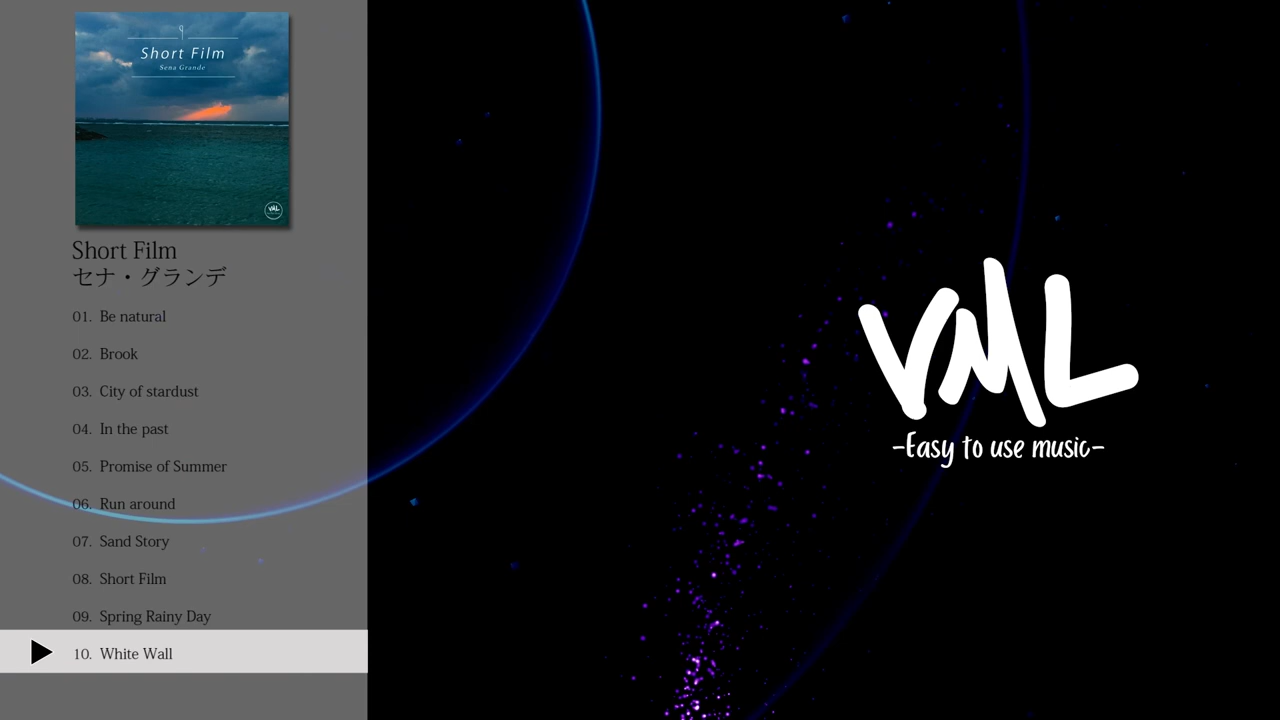 Short Film
Sena Grande
VML
Short Film
セナ・グランデ
01. Be natural
02. Brook
03. City of stardust
04. In the past
05. Promise of Summer
06. Run around
07. Sand Story
08. Short Film
09. Spring Rainy Day
10. White Wall
VML
-Easy to use music-